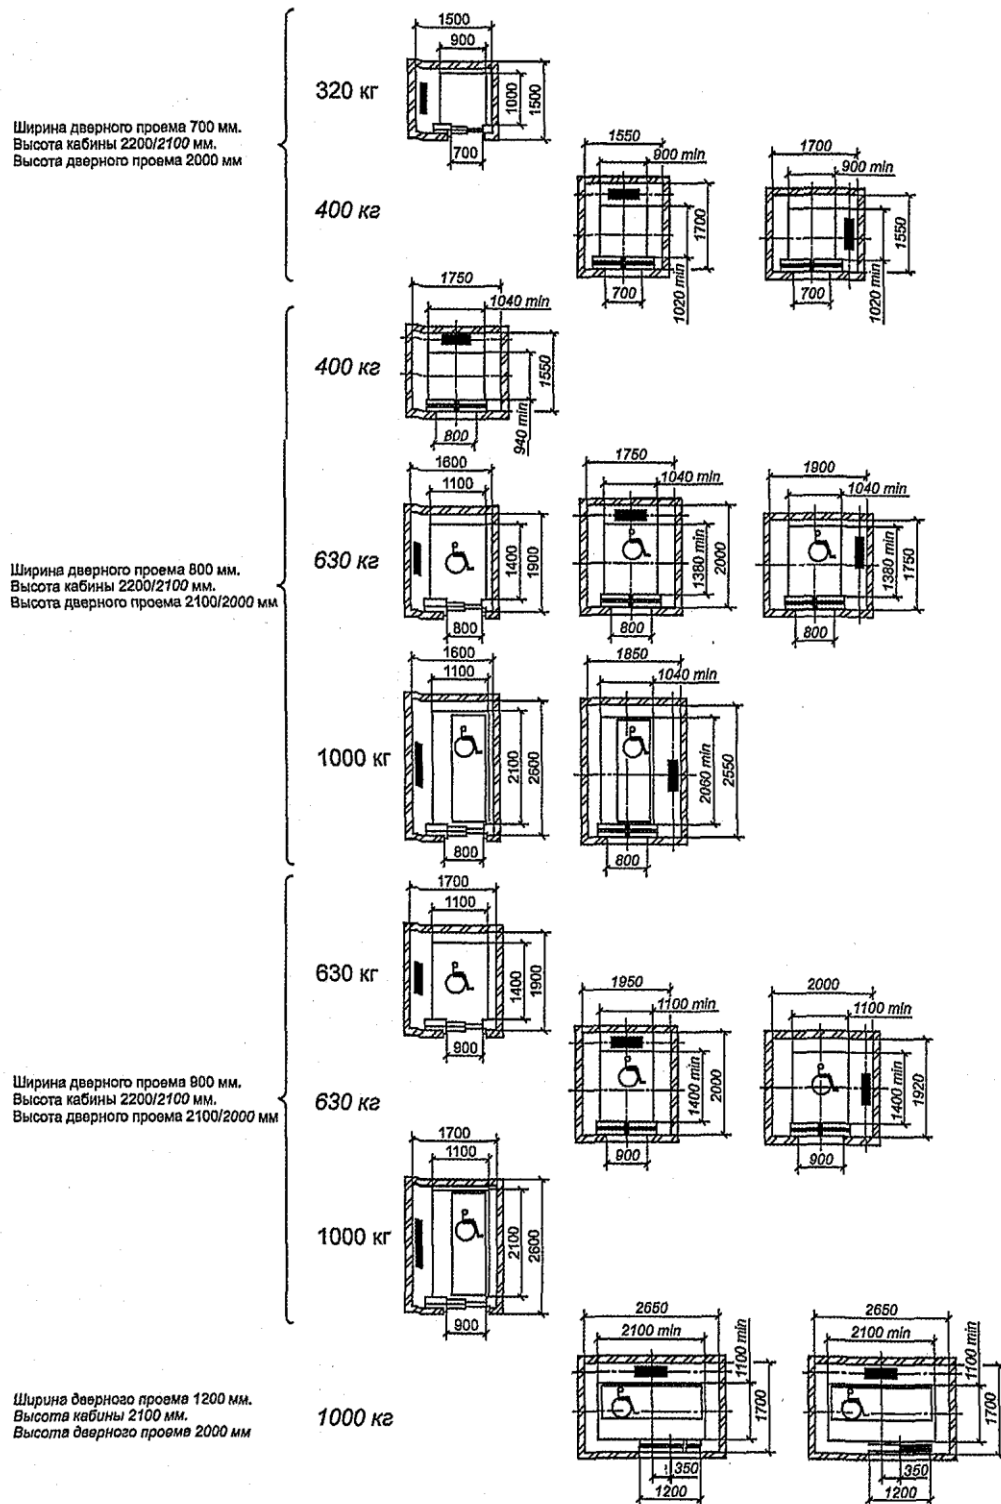 1500
900
320 кг
1000
1500
700
Ширина дверного проема 700 мм.
Высота кабины 2200/2100 мм.
Высота дверного проема 2000 мм
400 кг
1550
900 min
1700
1020 min
700
1700
900 min
1550
1020 min
700
1750
1040 min
400 кг
1550
940 min
800
Ширина дверного проема 800 мм.
Высота кабины 2200/2100 мм.
Высота дверного проема 2100/2000 мм
1600
1100
630 кг
1400
1900
800
1750
1040 min
1380 min
2000
800
1900
1040 min
1380 min
1750
800
1600
1100
1000 кг
2100
2600
800
1850
1040 min
2060 min
2550
800
1700
1100
630 кг
1400
1900
900
Ширина дверного проема 900 мм.
Высота кабины 2200/2100 мм.
Высота дверного проема 2100/2000 мм
630 кг
1950
1100 min
1400 min
2000
900
2000
1100 min
1400 min
1920
900
1700
1100
1000 кг
2100
2600
900
Ширина дверного проема 1200 мм.
Высота кабины 2100 мм.
Высота дверного проема 2000 мм
1000 кг
2650
2100 min
1100 min
1700
350
1200
2650
2100 min
1100 min
1700
350
1200